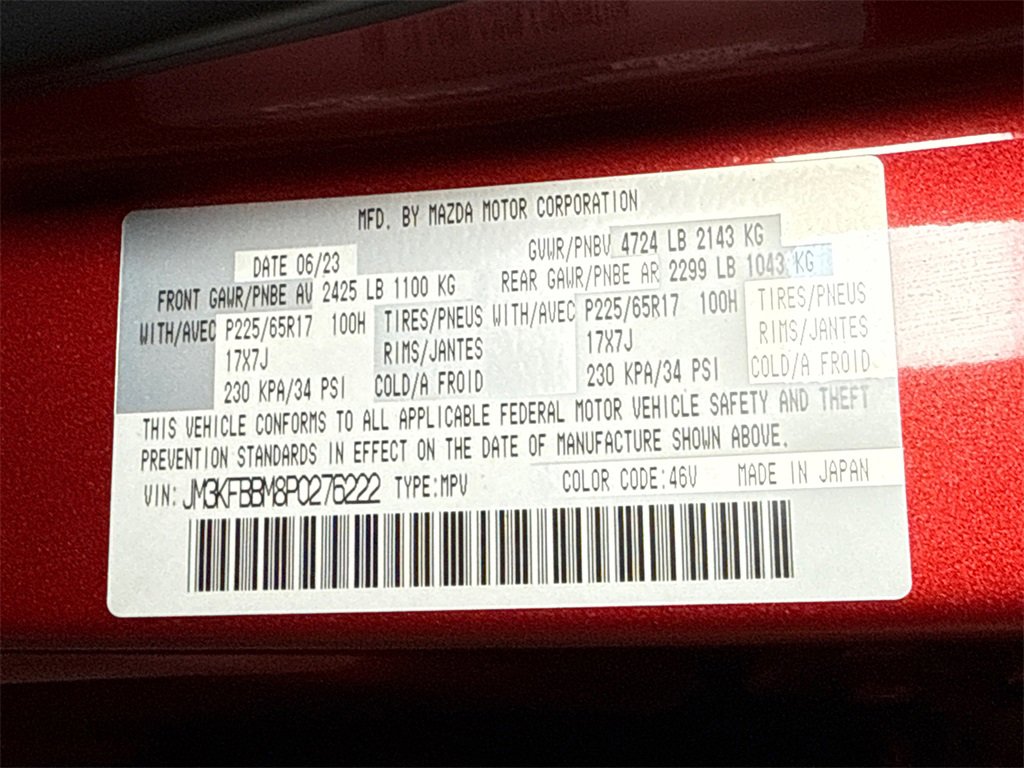 MFD. BY MAZDA MOTOR CORPORATION
DATE 06/23 GVWR/PNBV 4724 LB 2143 KG
FRONT GAWR/PNBE AV 2425 LB 1100 KG REAR GAWR/PNBE AR 2299 LB 1043 KG
WITH/AVEC P225/65R17 100H TIRES/PNEUS WITH/AVEC P225/65R17 100H TIRES/PNEUS
17X7J RIMS/JANTES 17X7J RIMS/JANTES
230 KPA/34 PSI COLD/A FROID 230 KPA/34 PSI COLD/A FROID
THIS VEHICLE CONFORMS TO ALL APPLICABLE FEDERAL MOTOR VEHICLE SAFETY AND THEFT
PREVENTION STANDARDS IN EFFECT ON THE DATE OF MANUFACTURE SHOWN ABOVE.
VIN: JM3KFBBM8P0276222 TYPE:MPV COLOR CODE:46V MADE IN JAPAN